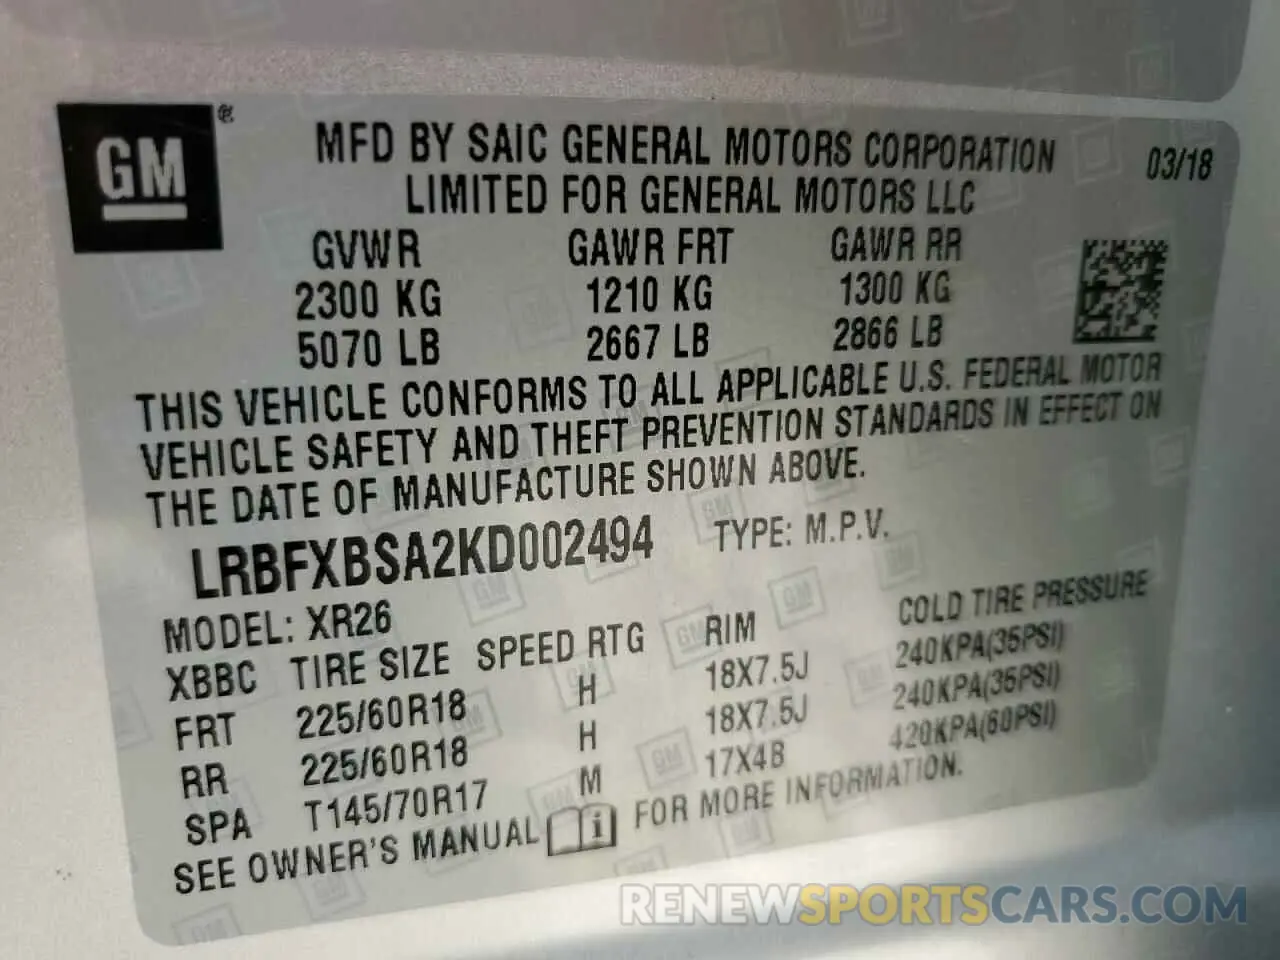 GM
MFD BY SAIC GENERAL MOTORS CORPORATION 03/18
LIMITED FOR GENERAL MOTORS LLC
GVWR GAWR FRT GAWR RR
2300 KG 1210 KG 1300 KG
5070 LB 2667 LB 2866 LB
THIS VEHICLE CONFORMS TO ALL APPLICABLE U.S. FEDERAL MOTOR
VEHICLE SAFETY AND THEFT PREVENTION STANDARDS IN EFFECT ON
THE DATE OF MANUFACTURE SHOWN ABOVE.
LRBFXBSA2KD002494 TYPE: M.P.V.
MODEL: XR26
XBBC TIRE SIZE SPEED RTG RIM COLD TIRE PRESSURE
FRT 225/60R18 H 18X7.5J 240KPA(35PSI)
RR 225/60R18 H 18X7.5J 240KPA(35PSI)
SPA T145/70R17 M 17X4B 420KPA(60PSI)
SEE OWNER'S MANUAL FOR MORE INFORMATION.
RENEWSPORTSCARS.COM